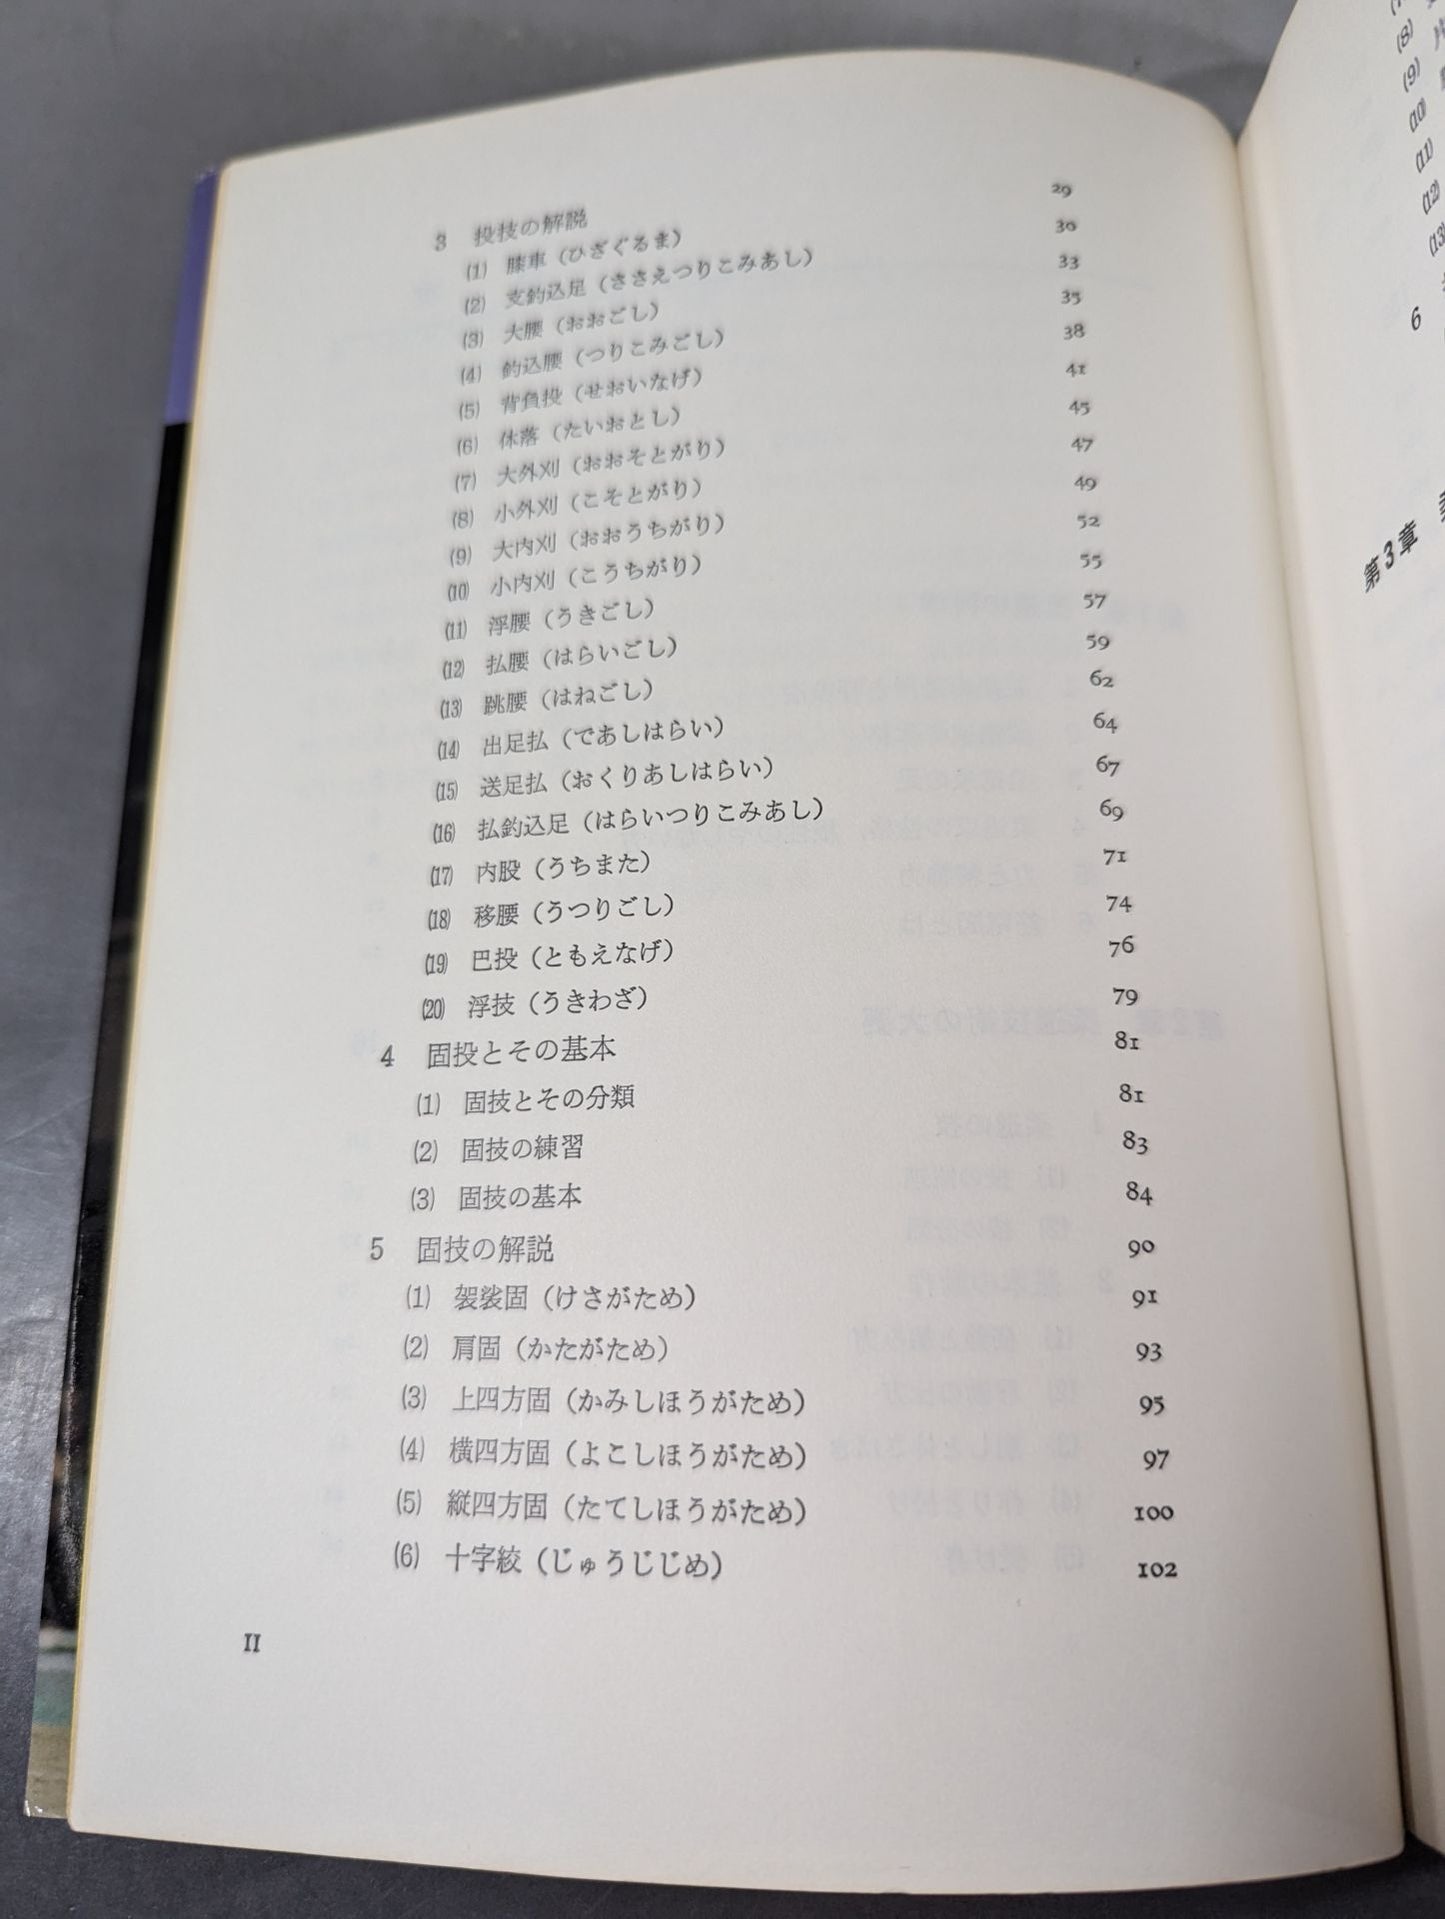 3 投技の解説 29
(1) 膝車（ひざぐるま） 30
(2) 支釣込足（ささえつりこみあし） 33
(3) 大腰（おおごし） 35
(4) 釣込腰（つりこみごし） 38
(5) 背負投（せおいなげ） 41
(6) 体落（たいおとし） 45
(7) 大外刈（おおそとがり） 47
(8) 小外刈（こそとがり） 49
(9) 大内刈（おおうちがり） 52
(10) 小内刈（こうちがり） 55
(11) 浮腰（うきごし） 57
(12) 払腰（はらいごし） 59
(13) 跳腰（はねごし） 62
(14) 出足払（であしはらい） 64
(15) 送足払（おくりあしはらい） 67
(16) 払釣込足（はらいつりこみあし） 69
(17) 内股（うちまた） 71
(18) 移腰（うつりごし） 74
(19) 巴投（ともえなげ） 76
(20) 浮技（うきわざ） 79
4 固投とその基本 81
(1) 固技とその分類 81
(2) 固技の練習 83
(3) 固技の基本 84
5 固技の解説 90
(1) 袈裟固（けさがため） 91
(2) 肩固（かたがため） 93
(3) 上四方固（かみしほうがため） 95
(4) 横四方固（よこしほうがため） 97
(5) 縦四方固（たてしほうがため） 100
(6) 十字絞（じゅうじじめ） 102
II
(8)
(9)
(10)
(11)
(12)
(13)
6
第3章